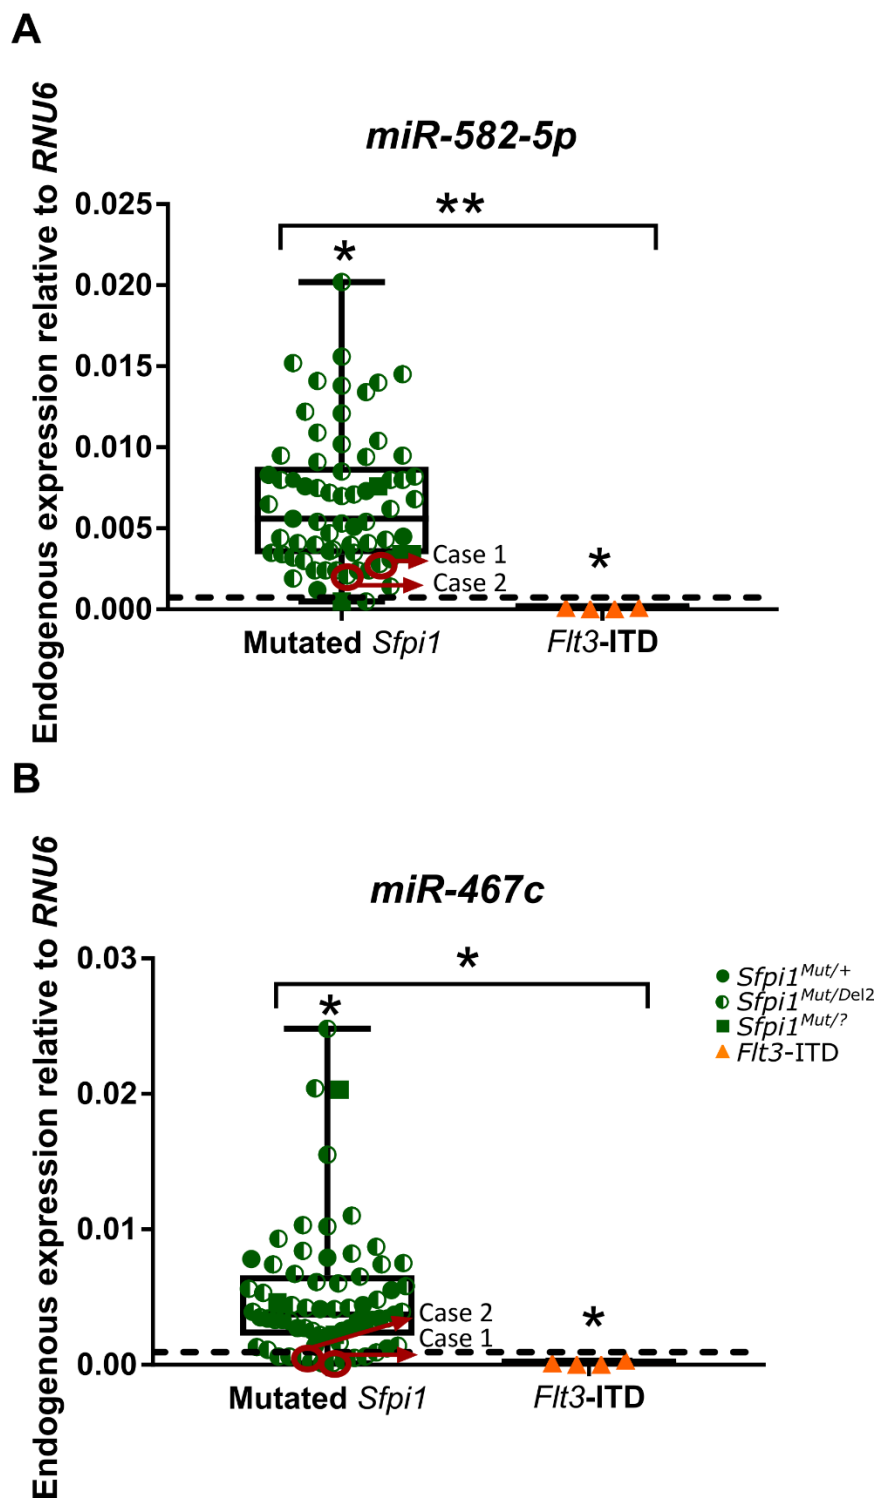 A
miR-582-5p
Endogenous expression relative to RNU6
0.025
**
*
0.020
0.015
0.010
0.005
Case 1
*
Case 2
0.000
Mutated Sfpi1
Flt3-ITD
B
miR-467c
Endogenous expression relative to RNU6
0.03
*
Sfpi1Mut/+
*
Sfpi1Mut/Del2
Sfpi1Mut/?
Flt3-ITD
0.02
0.01
Case 2
*
Case 1
0.00
Mutated Sfpi1
Flt3-ITD